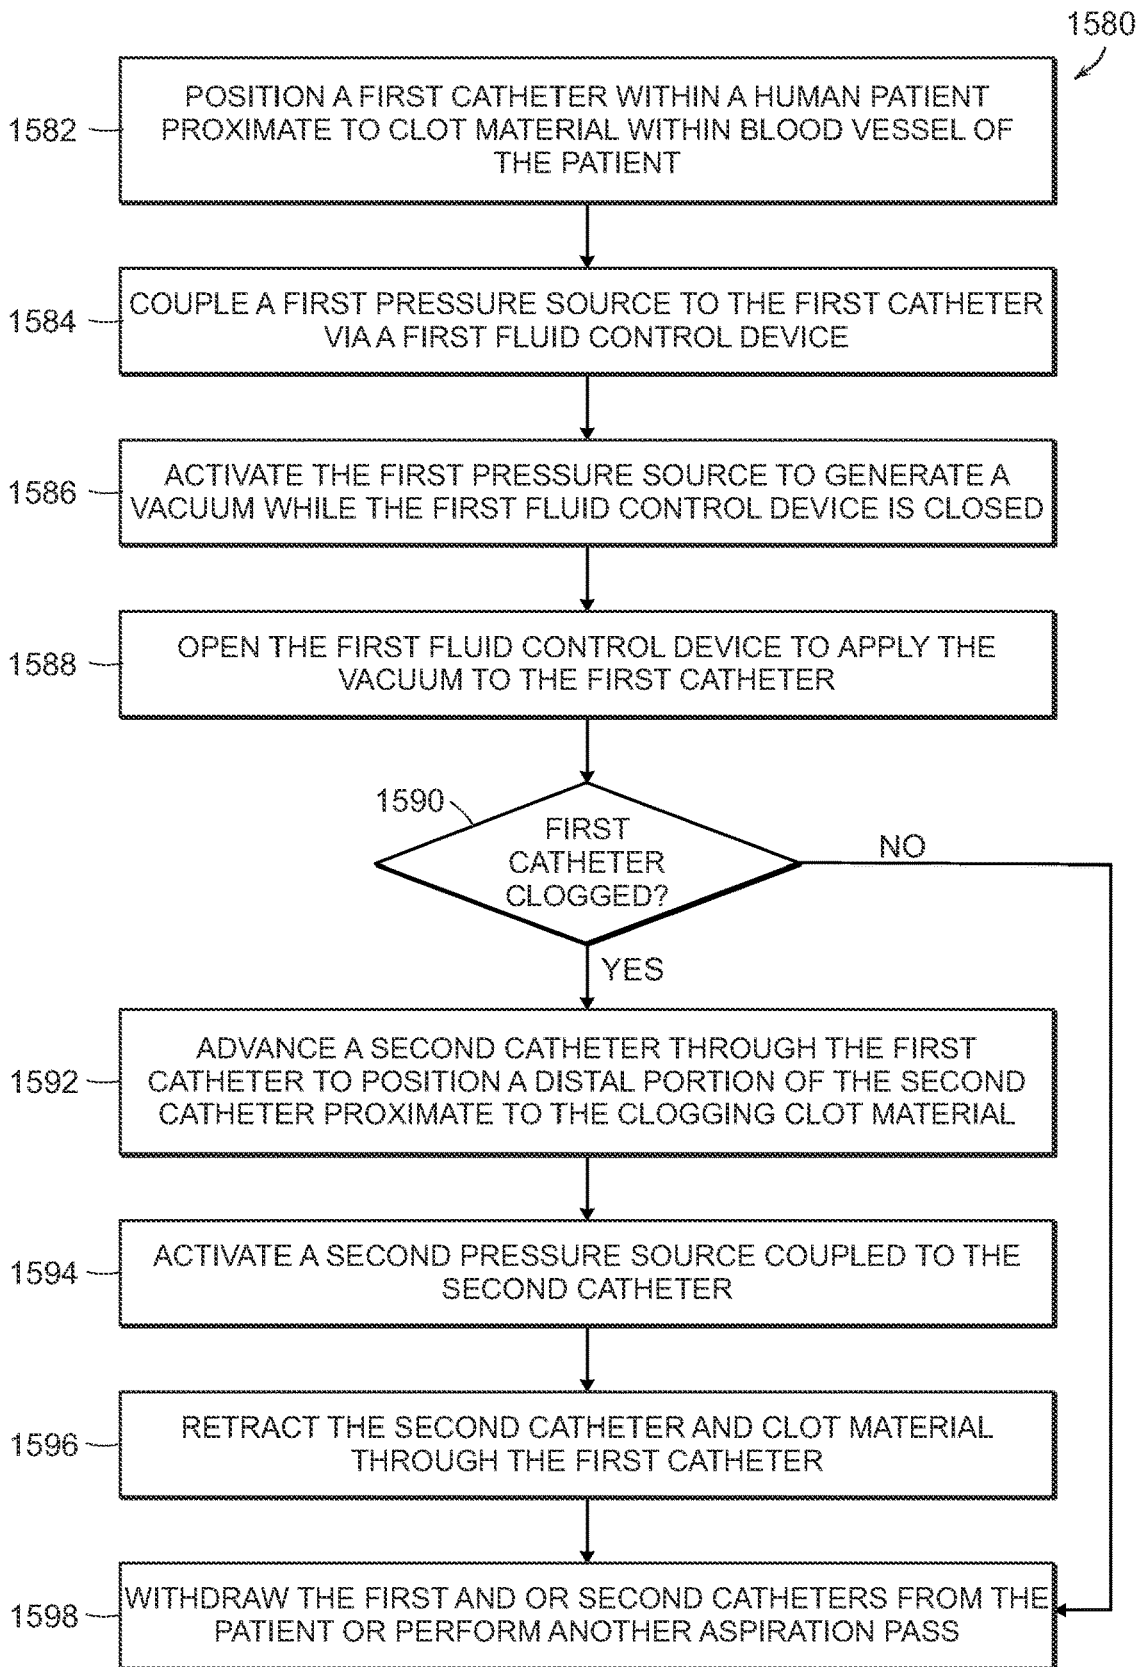 1580
1582
POSITION A FIRST CATHETER WITHIN A HUMAN PATIENT
PROXIMATE TO CLOT MATERIAL WITHIN BLOOD VESSEL OF
THE PATIENT
1584
COUPLE A FIRST PRESSURE SOURCE TO THE FIRST CATHETER
VIA A FIRST FLUID CONTROL DEVICE
1586
ACTIVATE THE FIRST PRESSURE SOURCE TO GENERATE A
VACUUM WHILE THE FIRST FLUID CONTROL DEVICE IS CLOSED
1588
OPEN THE FIRST FLUID CONTROL DEVICE TO APPLY THE
VACUUM TO THE FIRST CATHETER
1590
FIRST
CATHETER
CLOGGED?
NO
YES
1592
ADVANCE A SECOND CATHETER THROUGH THE FIRST
CATHETER TO POSITION A DISTAL PORTION OF THE SECOND
CATHETER PROXIMATE TO THE CLOGGING CLOT MATERIAL
1594
ACTIVATE A SECOND PRESSURE SOURCE COUPLED TO THE
SECOND CATHETER
1596
RETRACT THE SECOND CATHETER AND CLOT MATERIAL
THROUGH THE FIRST CATHETER
1598
WITHDRAW THE FIRST AND OR SECOND CATHETERS FROM THE
PATIENT OR PERFORM ANOTHER ASPIRATION PASS